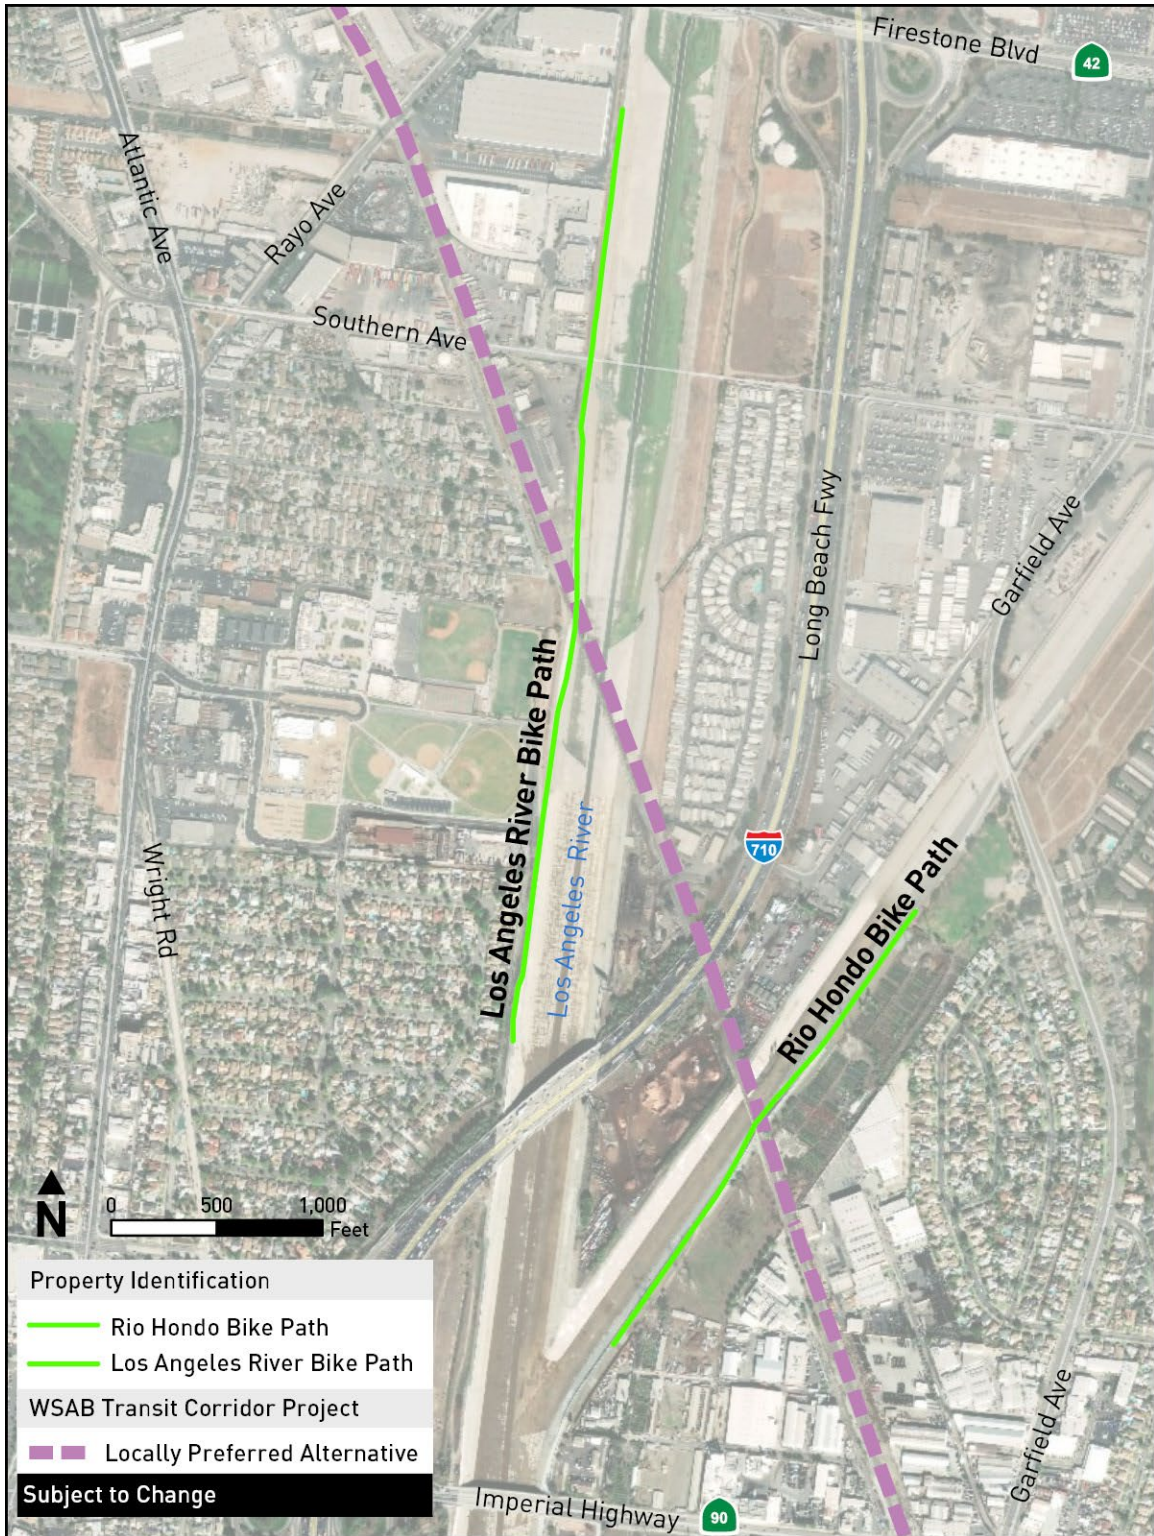 Firestone Blvd
42
Atlantic Ave
Rayo Ave
Southern Ave
Long Beach Fwy
Garfield Ave
Los Angeles River Bike Path
Los Angeles River
710
Wright Rd
Rio Hondo Bike Path
N
0 500 1,000
Feet
Property Identification
Rio Hondo Bike Path
Los Angeles River Bike Path
WSAB Transit Corridor Project
Locally Preferred Alternative
Subject to Change
Garfield Ave
Imperial Highway
90